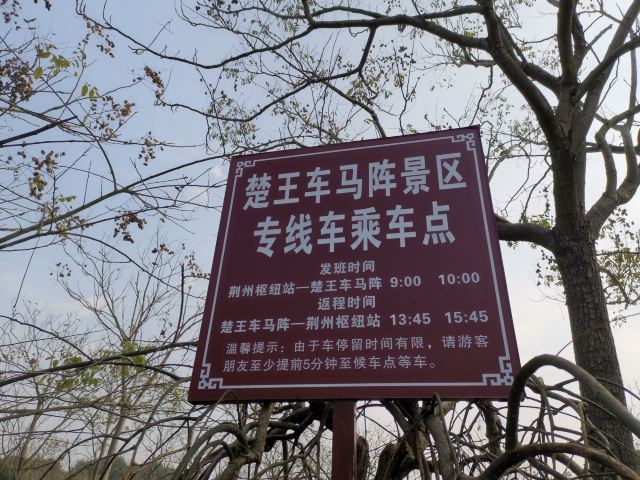 楚王车马阵景区
专线车乘车点
发班时间
荆州枢纽站—楚王车马阵 9:00 10:00
返程时间
楚王车马阵—荆州枢纽站 13:45 15:45
温馨提示：由于车停留时间有限，请游客
朋友至少提前5分钟至候车点等车。